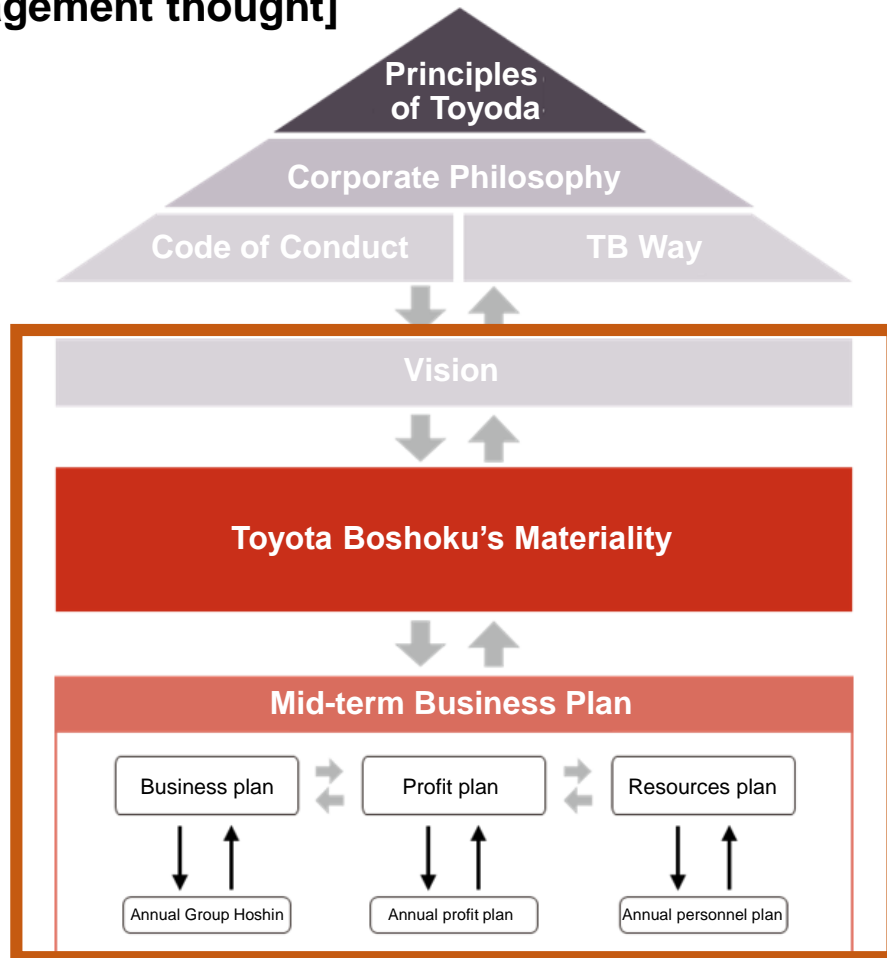 agement thought]
Principles
of Toyoda
Corporate Philosophy
Code of Conduct
TB Way
Vision
Toyota Boshoku’s Materiality
Mid-term Business Plan
Business plan
Profit plan
Resources plan
Annual Group Hoshin
Annual profit plan
Annual personnel plan